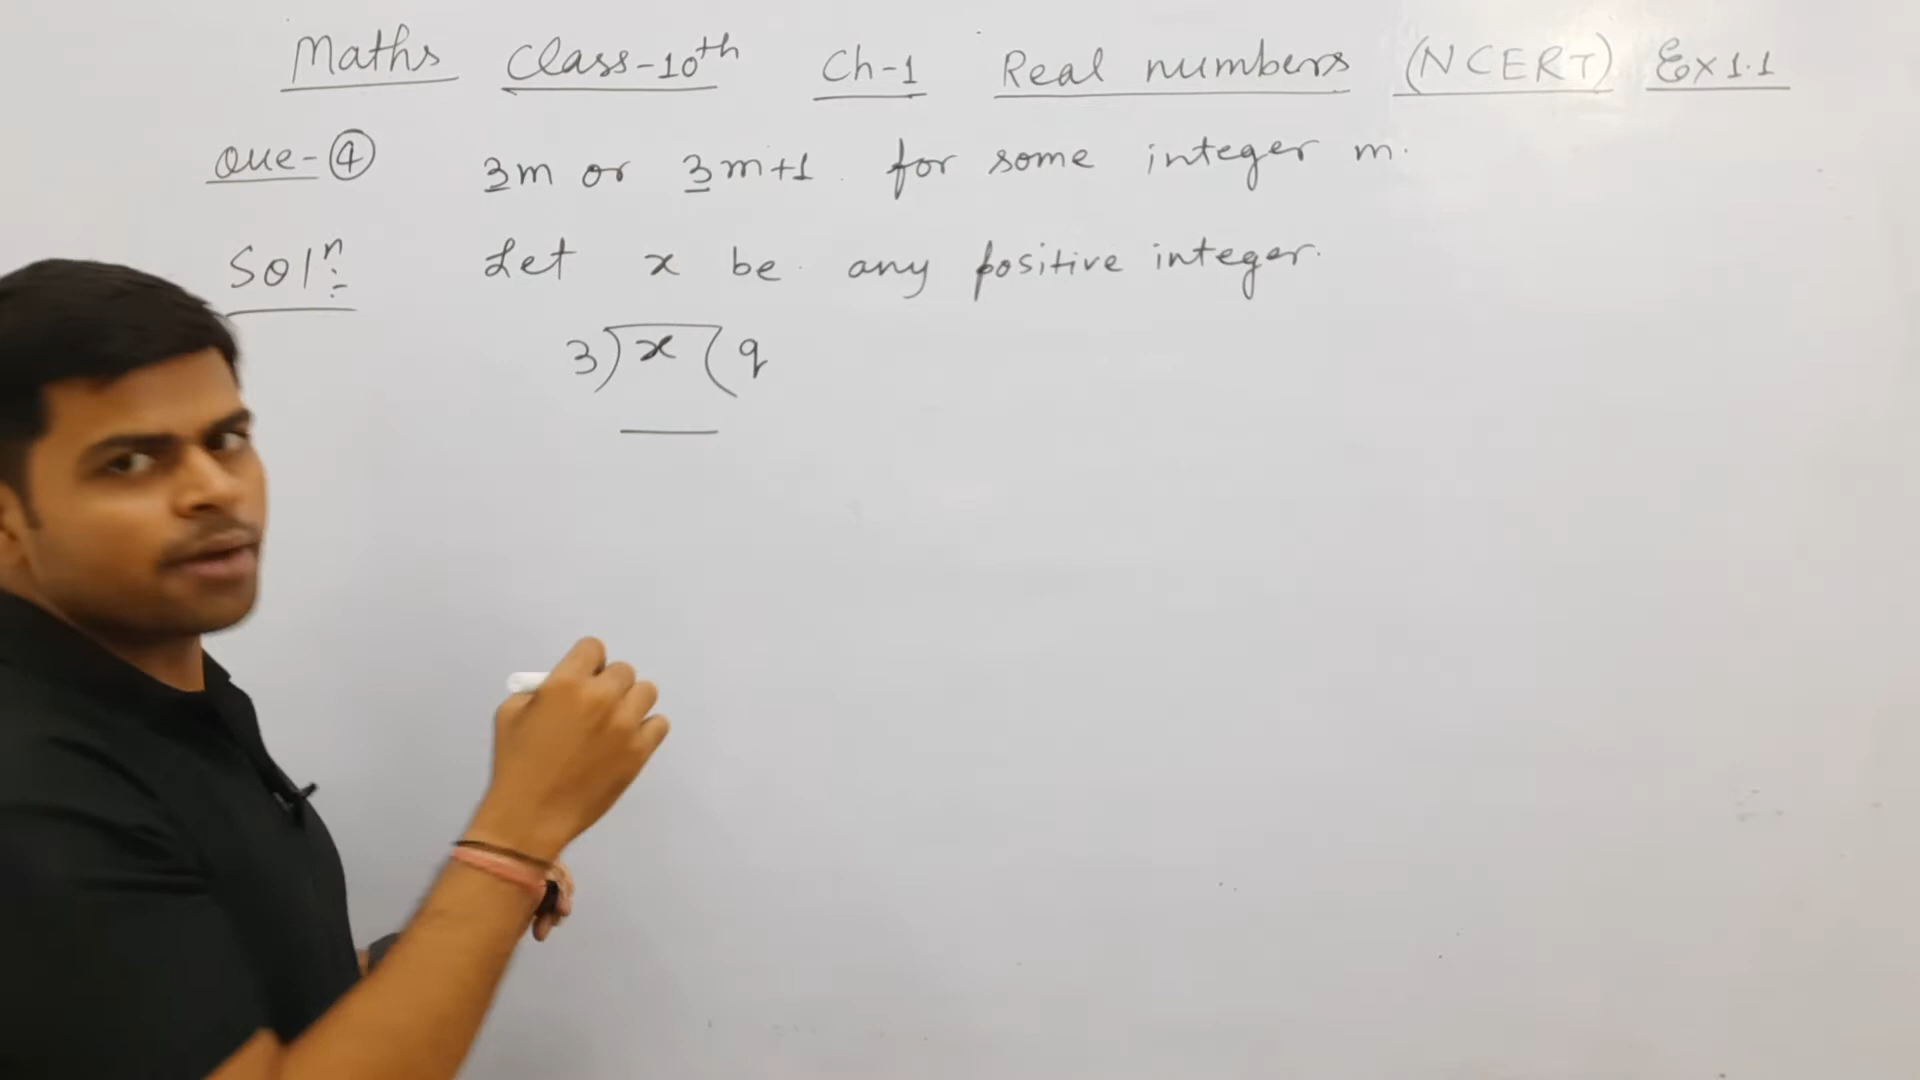 Maths Class-10th Ch-1 Real numbers (NCERT) Ex 1.1
Que-④ 3m or 3m+1 for some integer m.
Solⁿ:- Let x be any positive integer.
3)x(q